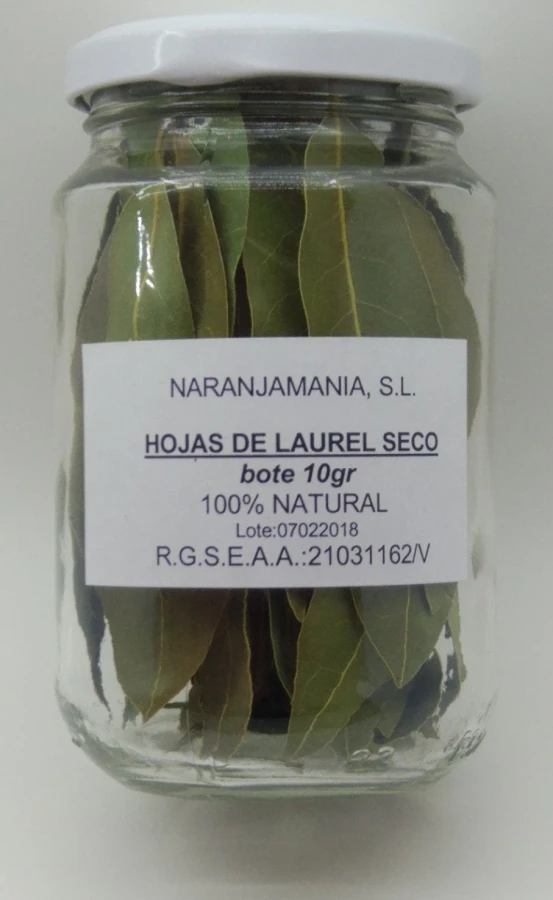 NARANJAMANIA, S.L.
HOJAS DE LAUREL SECO
bote 10gr
100% NATURAL
Lote:07022018
R.G.S.E.A.A.:21031162/V